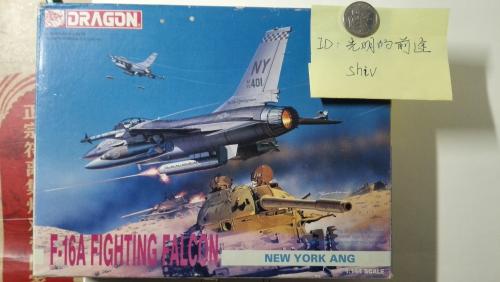 DRAGON
ID: 光明的前途
shiv
NY
401
F-16A FIGHTING FALCON
NEW YORK ANG
1:144 SCALE